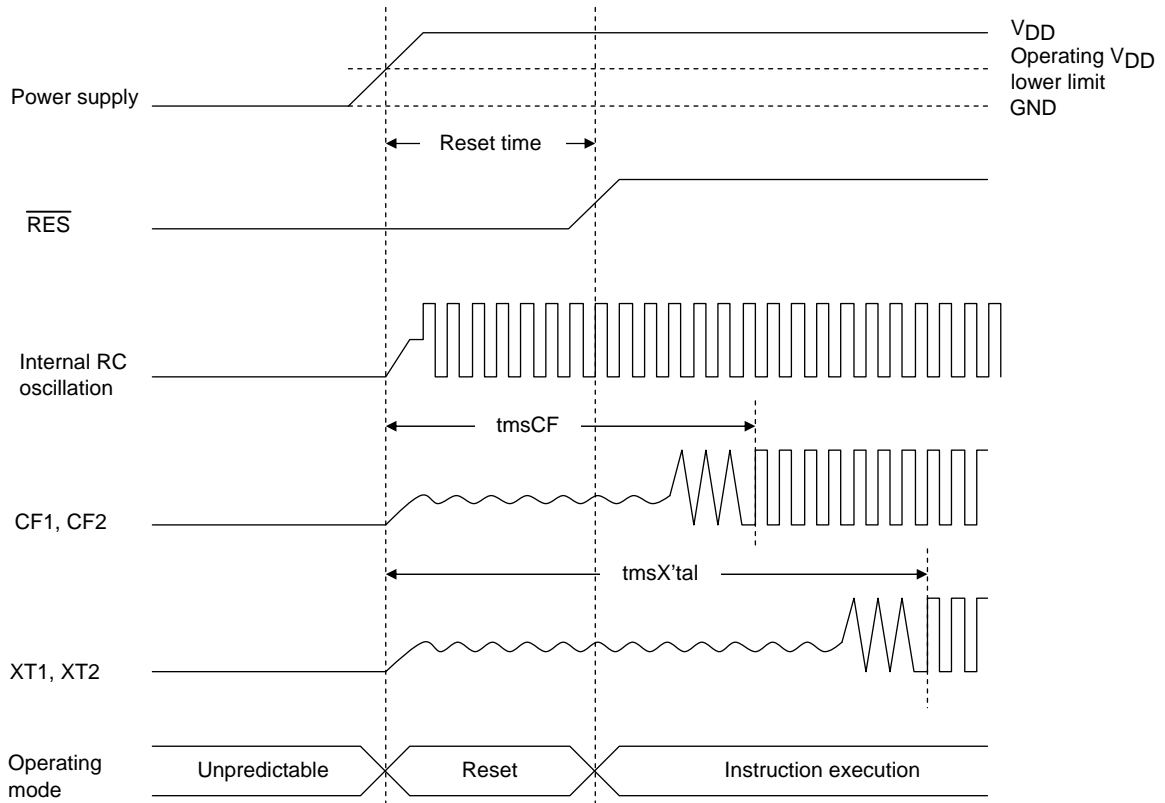 VDD
Operating VDD
lower limit
GND
Power supply
Reset time
RES
Internal RC
oscillation
tmsCF
CF1, CF2
tmsX'tal
XT1, XT2
Operating
mode
Unpredictable
Reset
Instruction execution